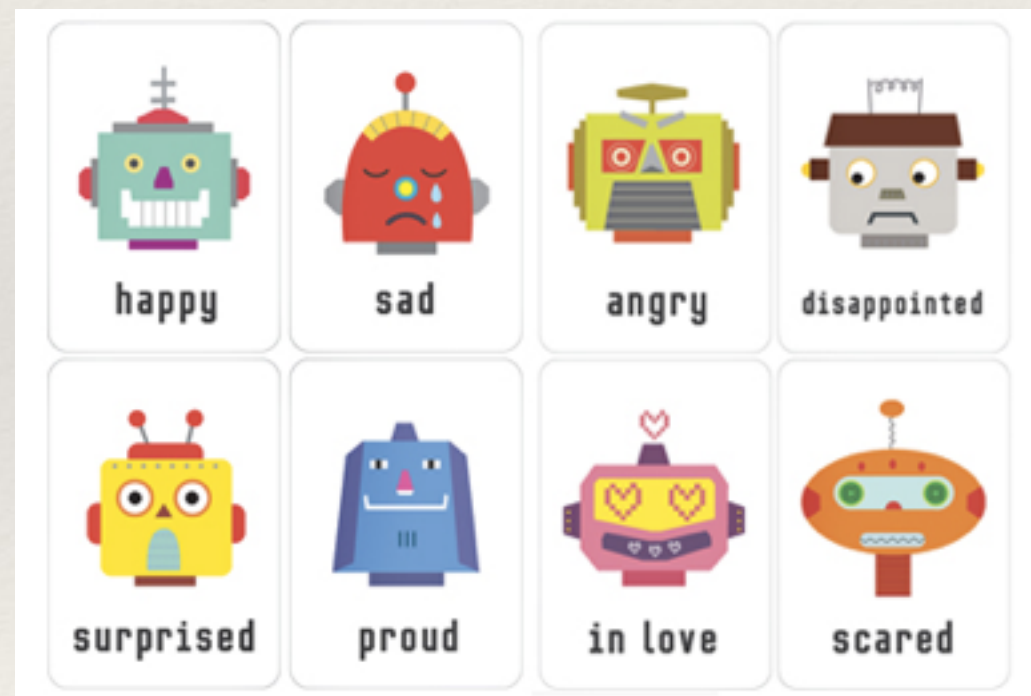 happy
sad
angry
disappointed
surprised
proud
in love
scared